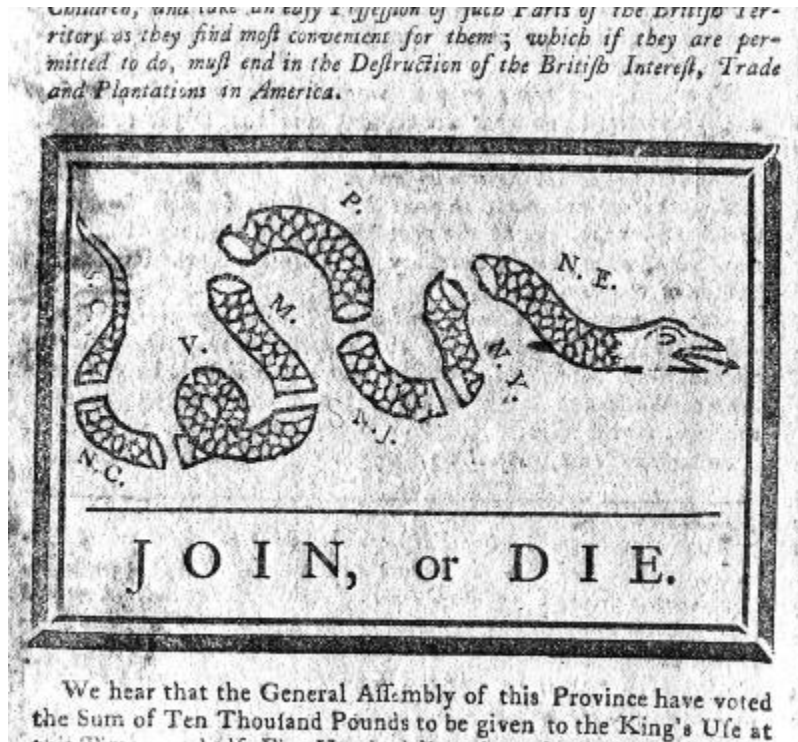 Children, and take an easy Possession of such Parts of the British Ter-
ritory as they find moſt convenient for them; which if they are per-
mitted to do, muſt end in the Deſtruction of the Britiſh Intereſt, Trade
and Plantations in America.
P.
N. E.
S. C.
M.
V.
N. Y.
N. J.
N. C.
JOIN, or DIE.
We hear that the General Aſſembly of this Province have voted
the Sum of Ten Thouſand Pounds to be given to the King's Uſe at